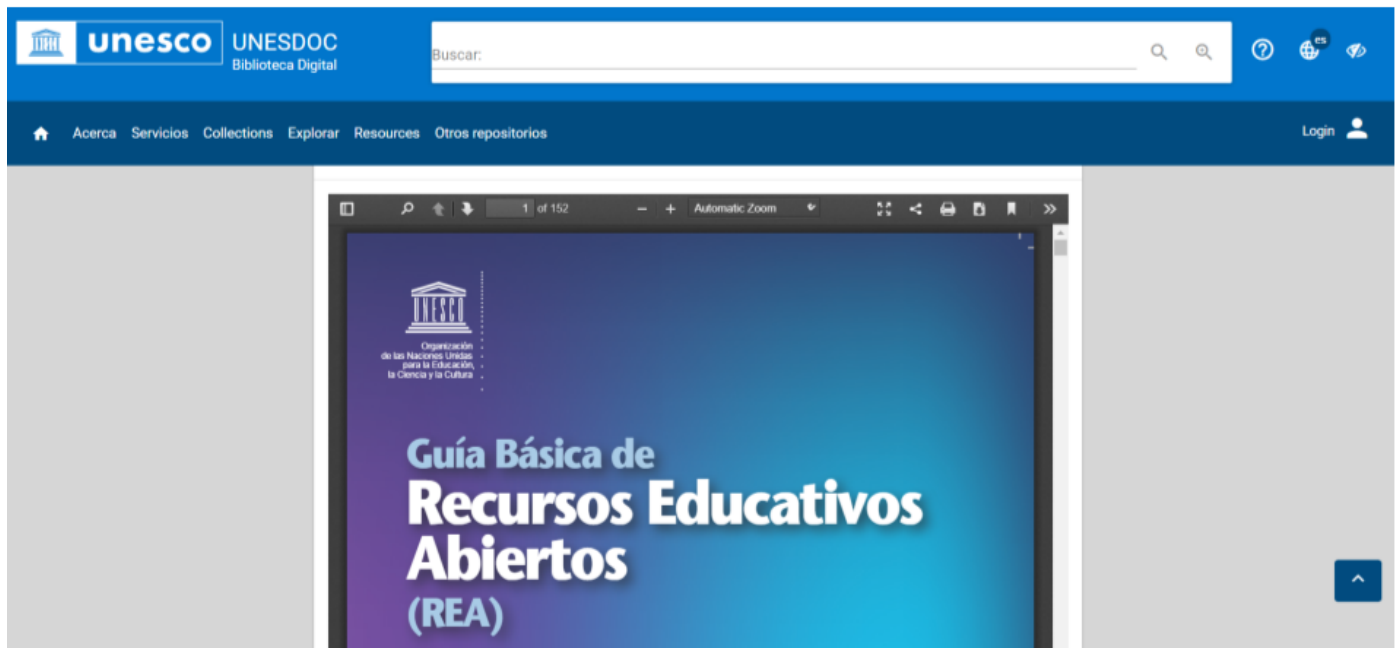 unesco
UNESDOC
Biblioteca Digital
Buscar:
es
Acerca Servicios Collections Explorar Resources Otros repositorios
Login
1 of 152
Automatic Zoom
UNESCO
Organización
de las Naciones Unidas
para la Educación,
la Ciencia y la Cultura
Guía Básica de
Recursos Educativos
Abiertos
(REA)